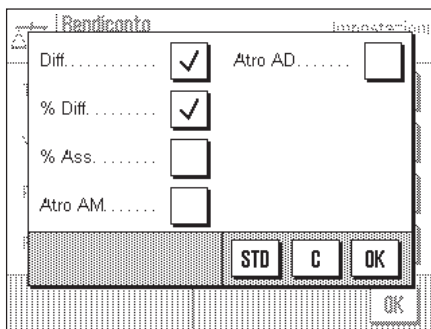 Rendiconto Impostazioni
Diff............ Atro AD.......
% Diff..........
% Ass.........
Atro AM.......
STD C OK
OK